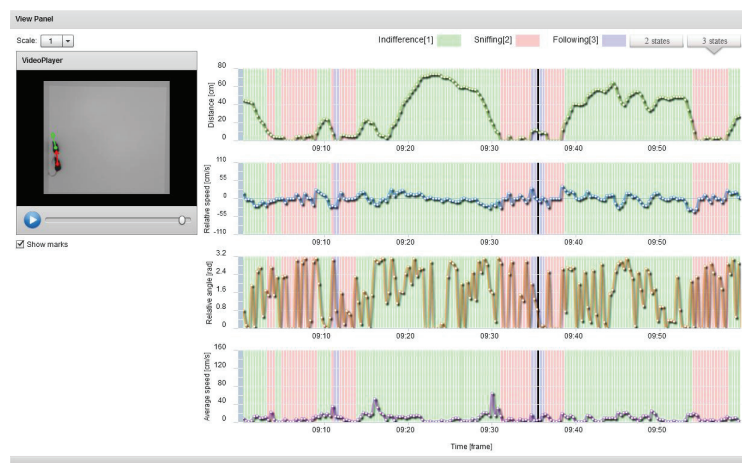 View Panel
Scale: 1
Indifference[1] Sniffing[2] Following[3] 2 states 3 states
VideoPlayer
Show marks
Distance [cm]
80
60
40
20
0
09:10 09:20 09:30 09:40 09:50
Relative speed [cm/s]
110
55
0
-55
-110
09:10 09:20 09:30 09:40 09:50
Relative angle [rad]
3.2
2.4
1.6
0.8
0
09:10 09:20 09:30 09:40 09:50
Average speed [cm/s]
160
120
80
40
0
09:10 09:20 09:30 09:40 09:50
Time [frame]